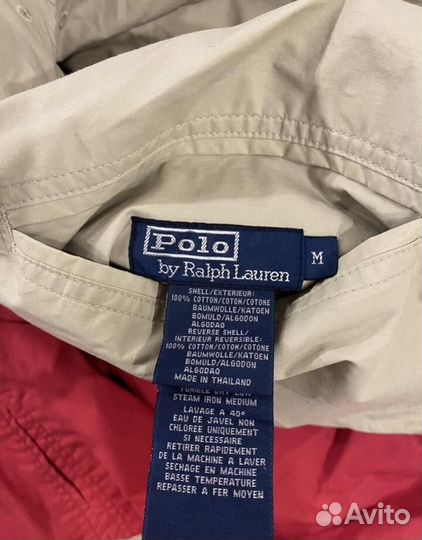 Polo
by Ralph Lauren
M
SHELL/EXTERIEUR:
100% COTTON/COTON/COTONE
BAUMWOLLE/KATOEN
BOMULD/ALGODON
ALGODAO
REVERSE SHELL/
INTERIEUR REVERSIBLE:
100% COTTON/COTON/COTONE
BAUMWOLLE/KATOEN
BOMULD/ALGODON
ALGODAO
MADE IN THAILAND
TUMBLE DRY LOW
STEAM IRON MEDIUM
LAVAGE A 40°
EAU DE JAVEL NON
CHLOREE UNIQUEMENT
SI NECESSAIRE
RETIRER RAPIDEMENT
DE LA MACHINE A LAVER
SECHAGE EN MACHINE
BASSE TEMPERATURE
REPASSER A FER MOYEN
Avito